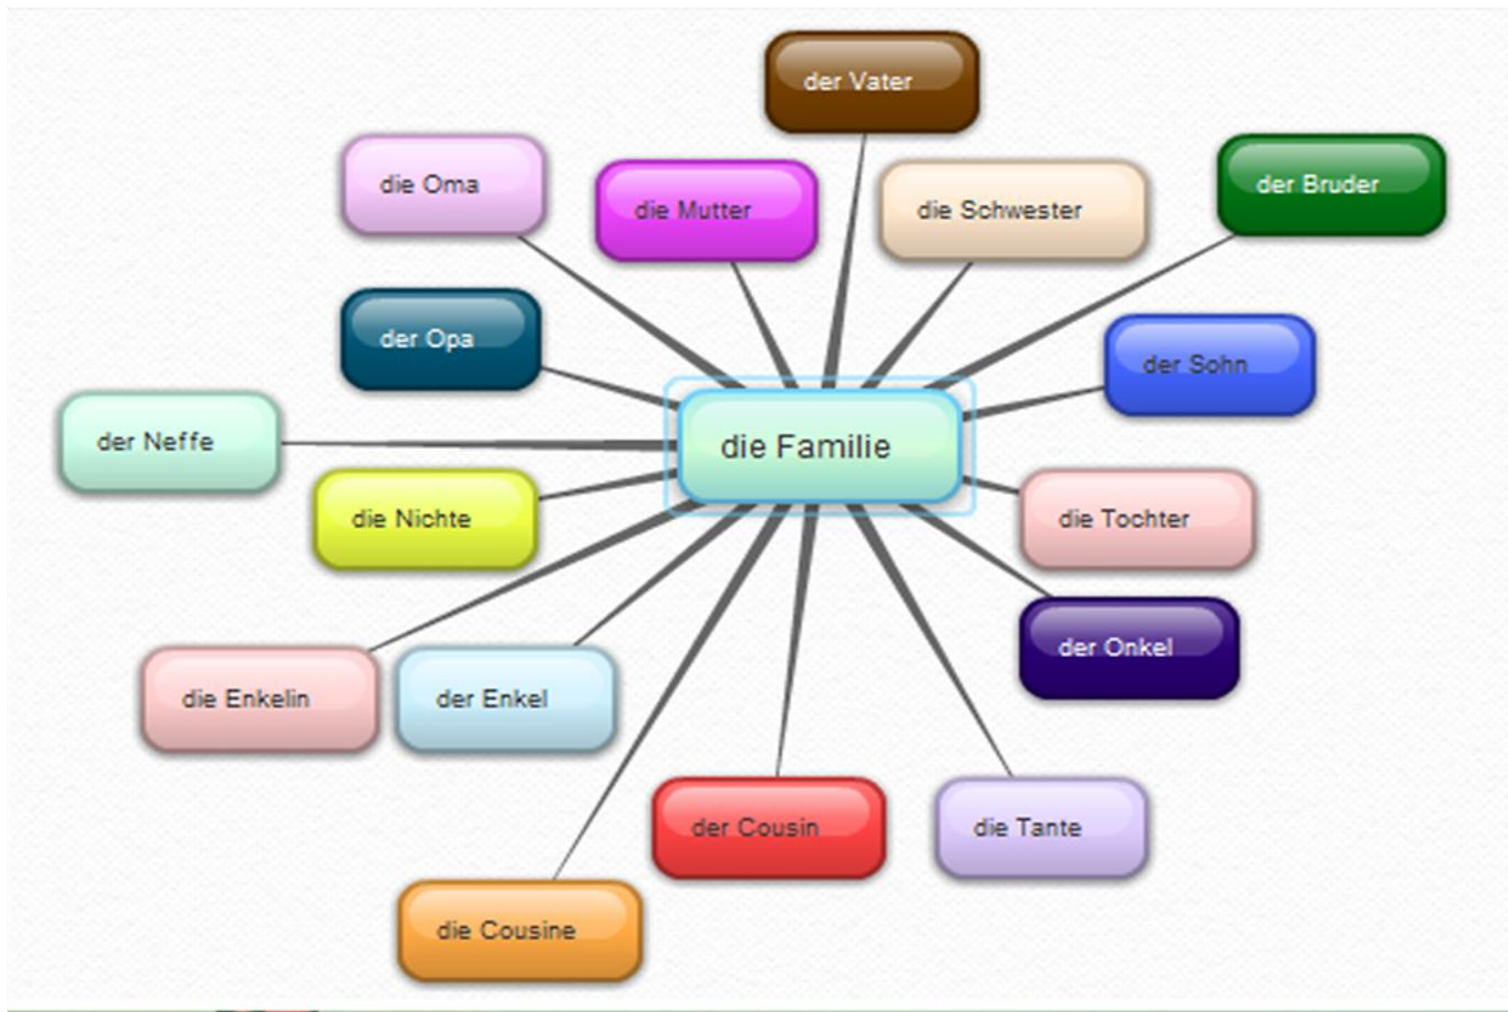 der Vater
die Oma
die Mutter
die Schwester
der Bruder
der Opa
der Sohn
der Neffe
die Familie
die Nichte
die Tochter
der Onkel
die Enkelin
der Enkel
der Cousin
die Tante
die Cousine